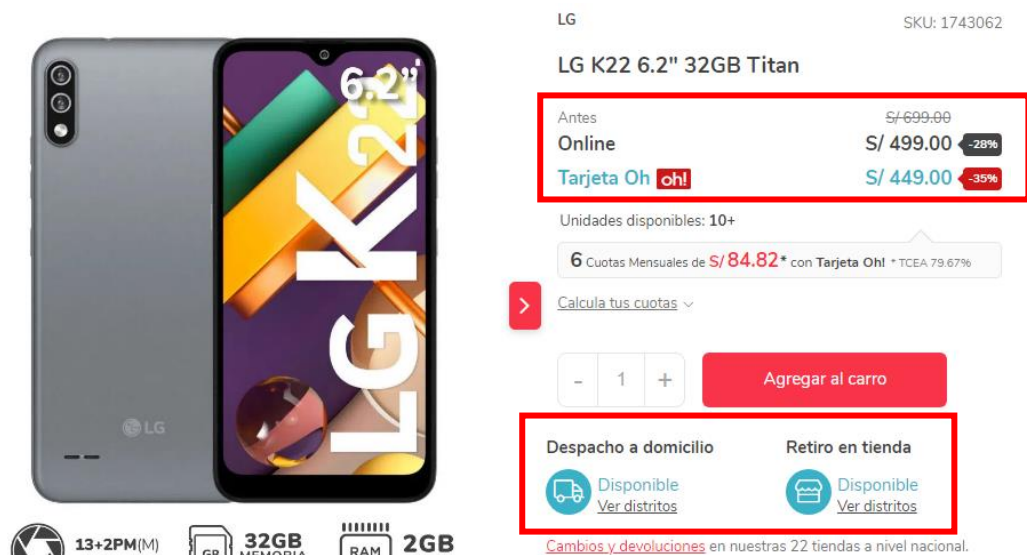 LG
SKU: 1743062
LG K22 6.2" 32GB Titan
Antes S/ 699.00
Online S/ 499.00 -28%
Tarjeta Oh oh! S/ 449.00 -35%
Unidades disponibles: 10+
6 Cuotas Mensuales de S/ 84.82* con Tarjeta Oh! * TCEA 79.67%
Calcula tus cuotas
- 1 +
Agregar al carro
Despacho a domicilio
Disponible
Ver distritos
Retiro en tienda
Disponible
Ver distritos
Cambios y devoluciones en nuestras 22 tiendas a nivel nacional.
6.2"
LG K22
LG
13+2PM(M)
GB
32GB
MEMORIA
RAM
2GB